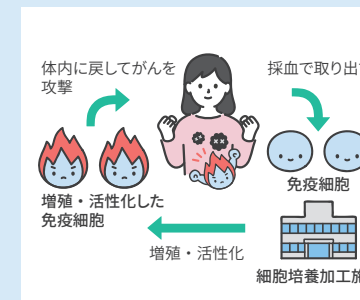 体内に戻してがんを
攻撃
採血で取り出
免疫細胞
増殖・活性化した
免疫細胞
増殖・活性化
細胞培養加工施